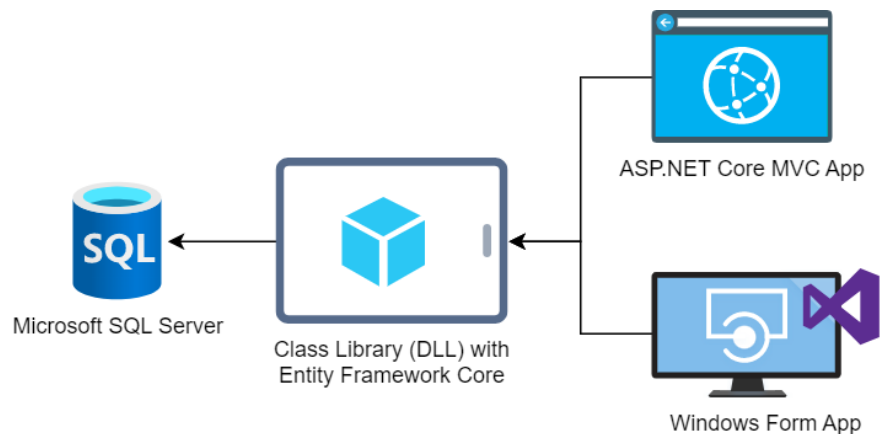 ASP.NET Core MVC App
SQL
Microsoft SQL Server
Class Library (DLL) with
Entity Framework Core
Windows Form App